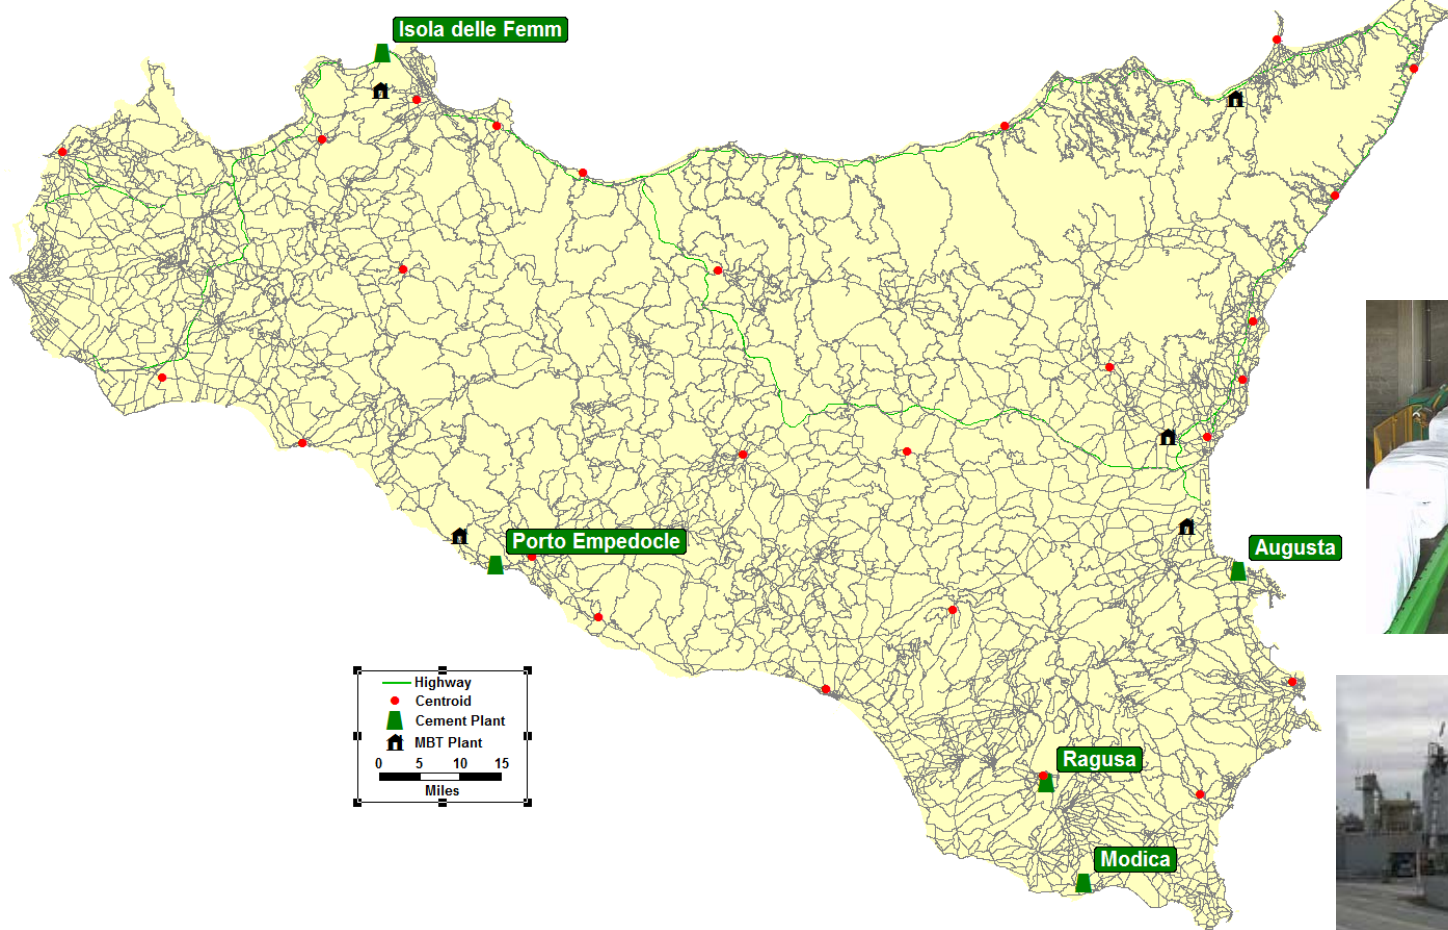 Isola delle Femm
Porto Empedocle
Augusta
Highway
Centroid
Cement Plant
MBT Plant
0 5 10 15
Miles
Ragusa
Modica